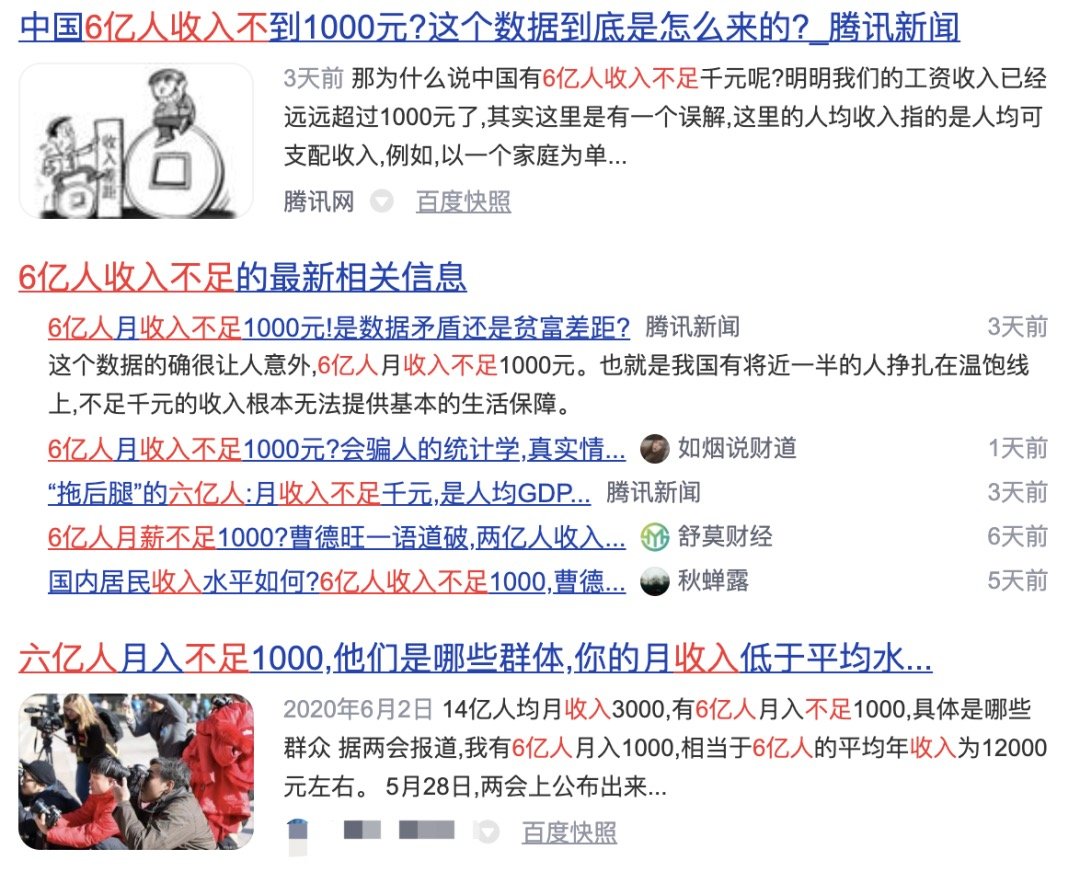 中国6亿人收入不到1000元?这个数据到底是怎么来的?_腾讯新闻
3天前 那为什么说中国有6亿人收入不足千元呢?明明我们的工资收入已经
远远超过1000元了,其实这里是有一个误解,这里的人均收入指的是人均可
支配收入,例如,以一个家庭为单...
收入差距
腾讯网 百度快照
6亿人收入不足的最新相关信息
6亿人月收入不足1000元!是数据矛盾还是贫富差距? 腾讯新闻 3天前
这个数据的确很让人意外,6亿人月收入不足1000元。也就是我国有将近一半的人挣扎在温饱线
上,不足千元的收入根本无法提供基本的生活保障。
6亿人月收入不足1000元?会骗人的统计学,真实情... 如烟说财道 1天前
“拖后腿”的六亿人:月收入不足千元,是人均GDP... 腾讯新闻 3天前
6亿人月薪不足1000?曹德旺一语道破,两亿人收入... 舒莫财经 6天前
国内居民收入水平如何?6亿人收入不足1000,曹德... 秋蝉露 5天前
六亿人月入不足1000,他们是哪些群体,你的月收入低于平均水...
2020年6月2日 14亿人均月收入3000,有6亿人月入不足1000,具体是哪些
群众 据两会报道,我有6亿人月入1000,相当于6亿人的平均年收入为12000
元左右。 5月28日,两会上公布出来...
百度快照